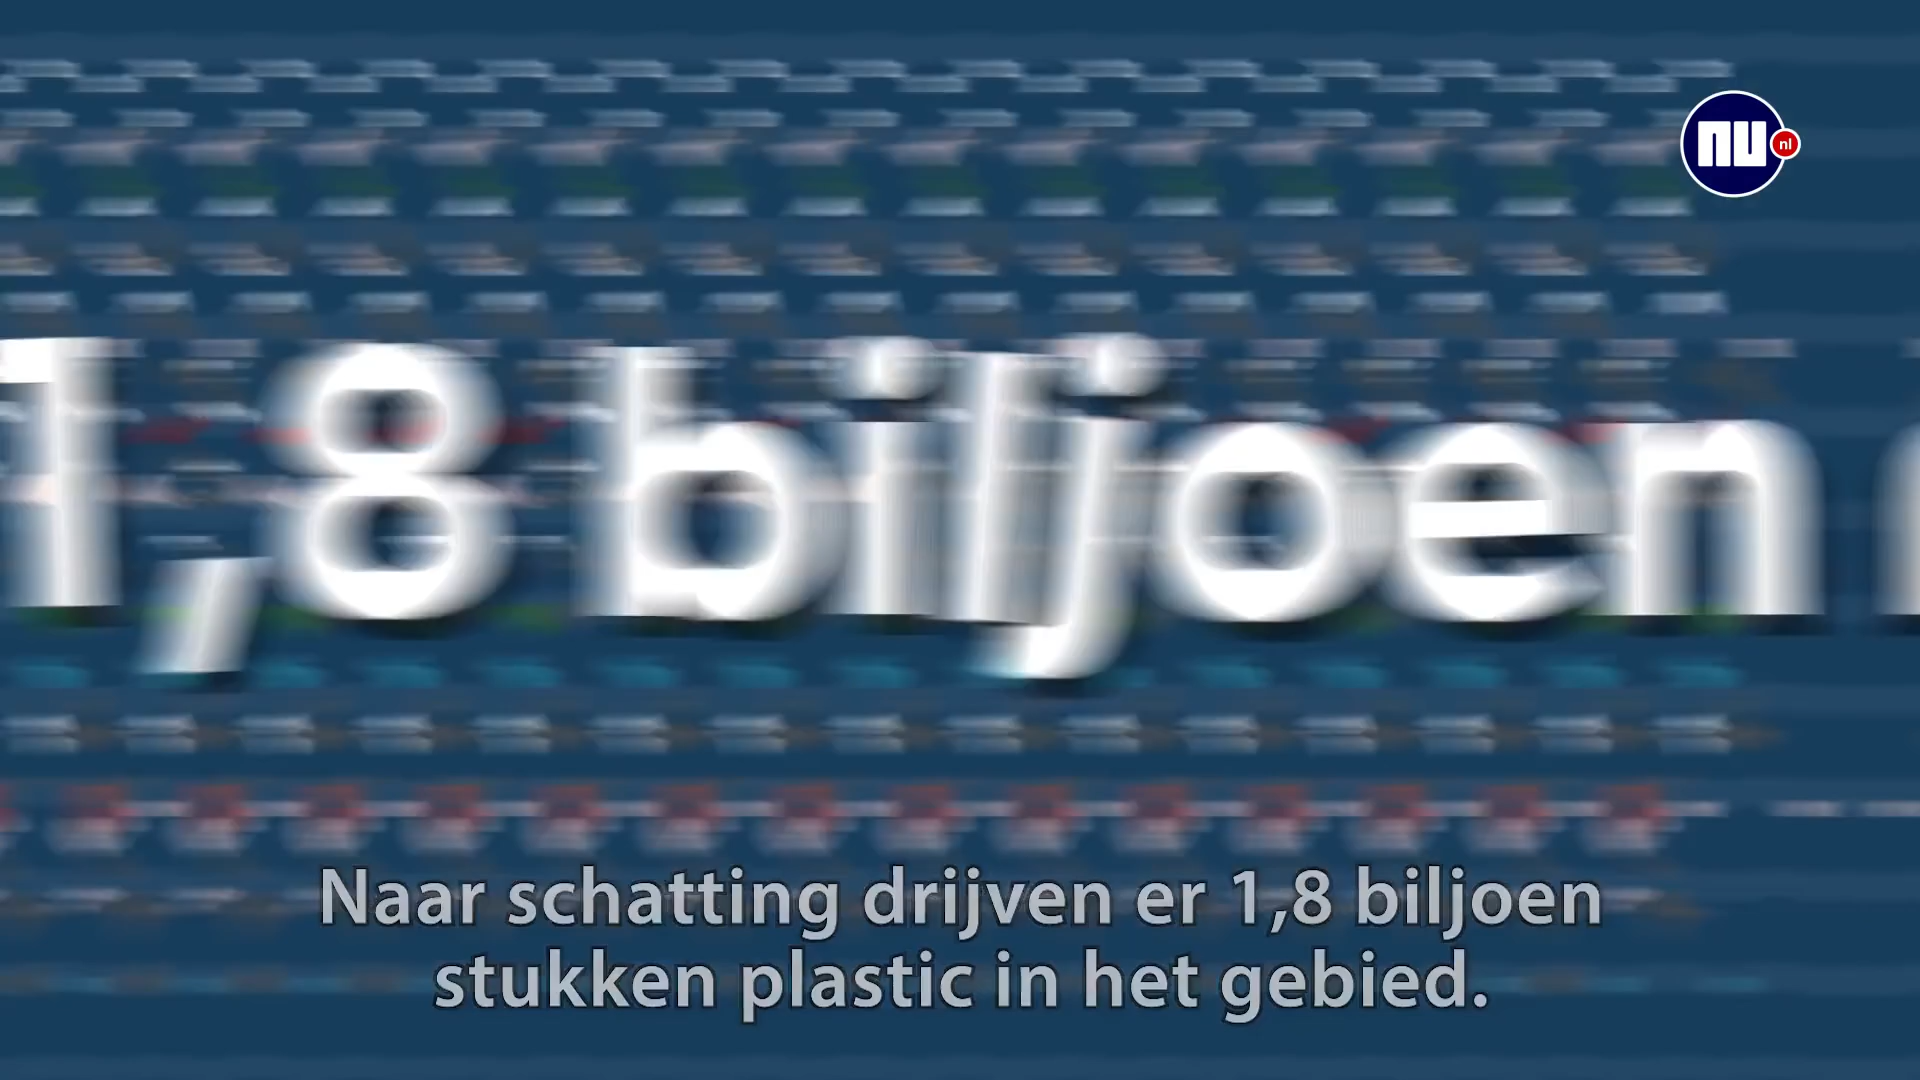 nu
nl
1,8 biljoen
Naar schatting drijven er 1,8 biljoen
stukken plastic in het gebied.